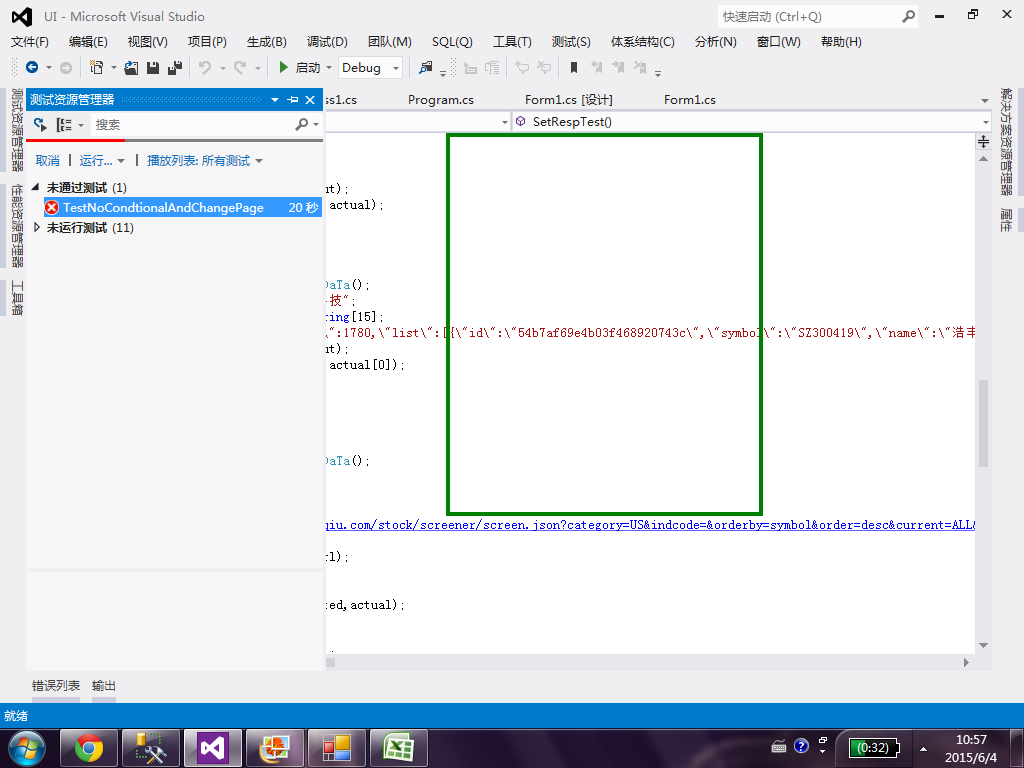 UI - Microsoft Visual Studio
快速启动 (Ctrl+Q)
文件(F) 编辑(E) 视图(V) 项目(P) 生成(B) 调试(D) 团队(M) SQL(Q) 工具(T) 测试(S) 体系结构(C) 分析(N) 窗口(W) 帮助(H)
启动 Debug
测试资源管理器
性能资源管理器
工具箱
测试资源管理器
搜索
取消 | 运行... | 播放列表: 所有测试
未通过测试 (1)
TestNoCondtionalAndChangePage 20 秒
未运行测试 (11)
ss1.cs Program.cs Form1.cs [设计] Form1.cs
SetRespTest()
nt);
actual);
DaTa();
技";
ring[15];
\":1780,\"list\":[{\"id\":\"54b7af69e4b03f468920743c\",\"symbol\":\"SZ300419\",\"name\":\"浩丰
nt);
actual[0]);
DaTa();
qiu.com/stock/screener/screen.json?category=US&indcode=&orderby=symbol&order=desc&current=ALL&
rl);
ted,actual);
解决方案资源管理器
属性
错误列表 输出
就绪
(0:32)
10:57
2015/6/4